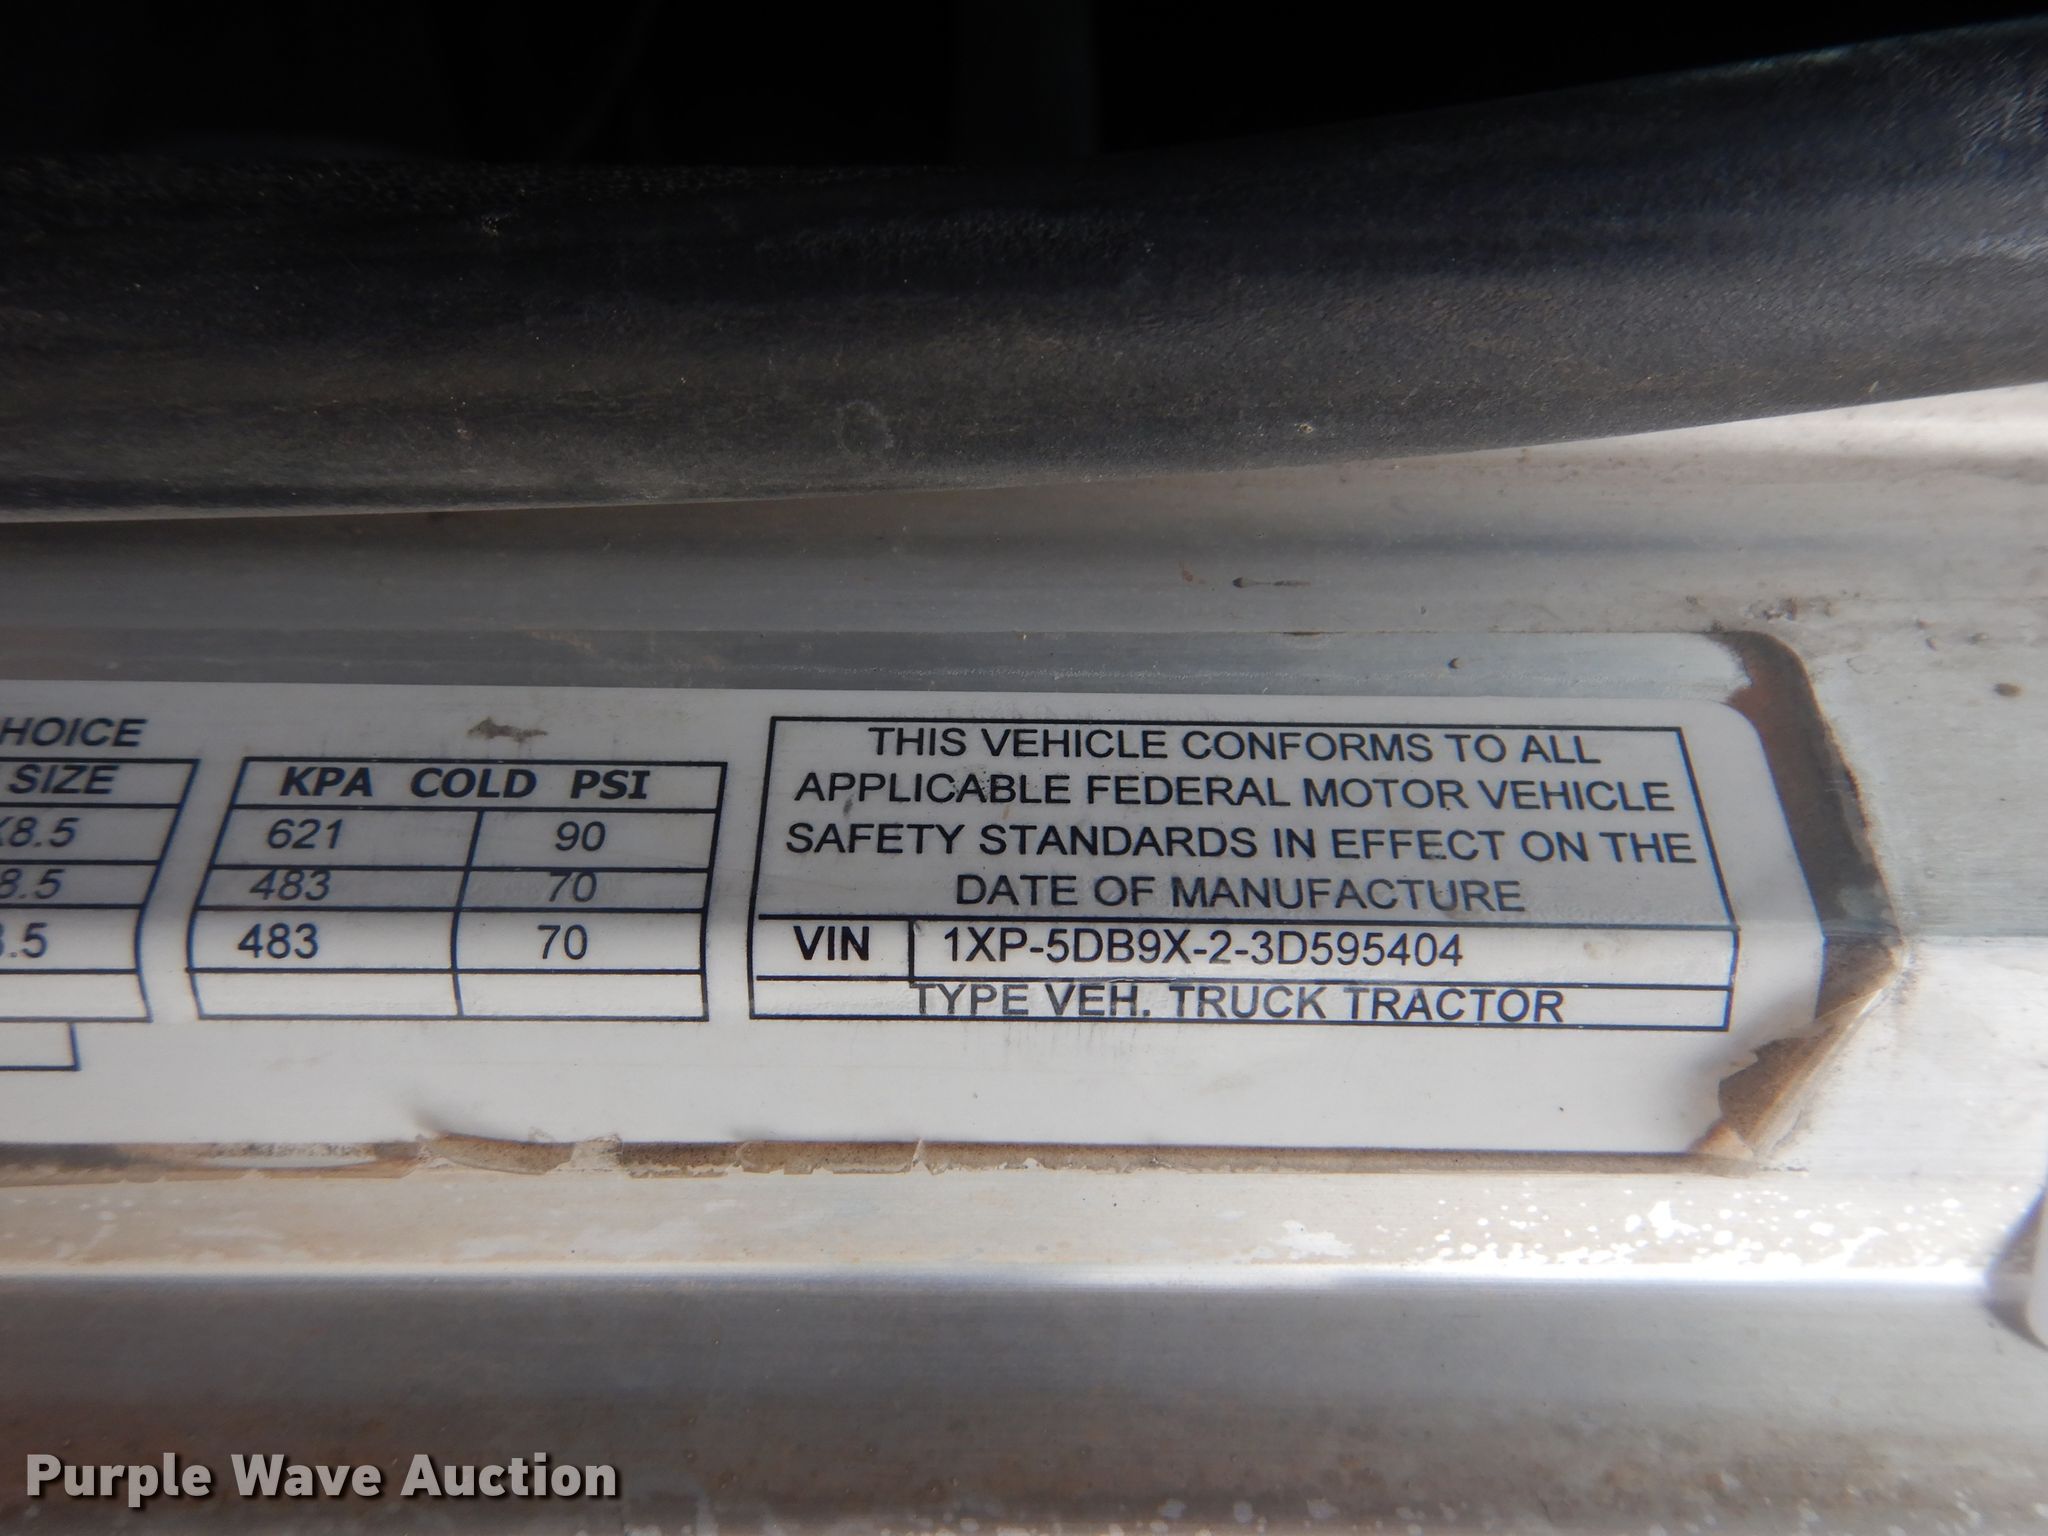 HOICE
SIZE
X8.5
8.5
8.5
KPA COLD PSI
621 90
483 70
483 70
THIS VEHICLE CONFORMS TO ALL
APPLICABLE FEDERAL MOTOR VEHICLE
SAFETY STANDARDS IN EFFECT ON THE
DATE OF MANUFACTURE
VIN 1XP-5DB9X-2-3D595404
TYPE VEH. TRUCK TRACTOR
Purple Wave Auction